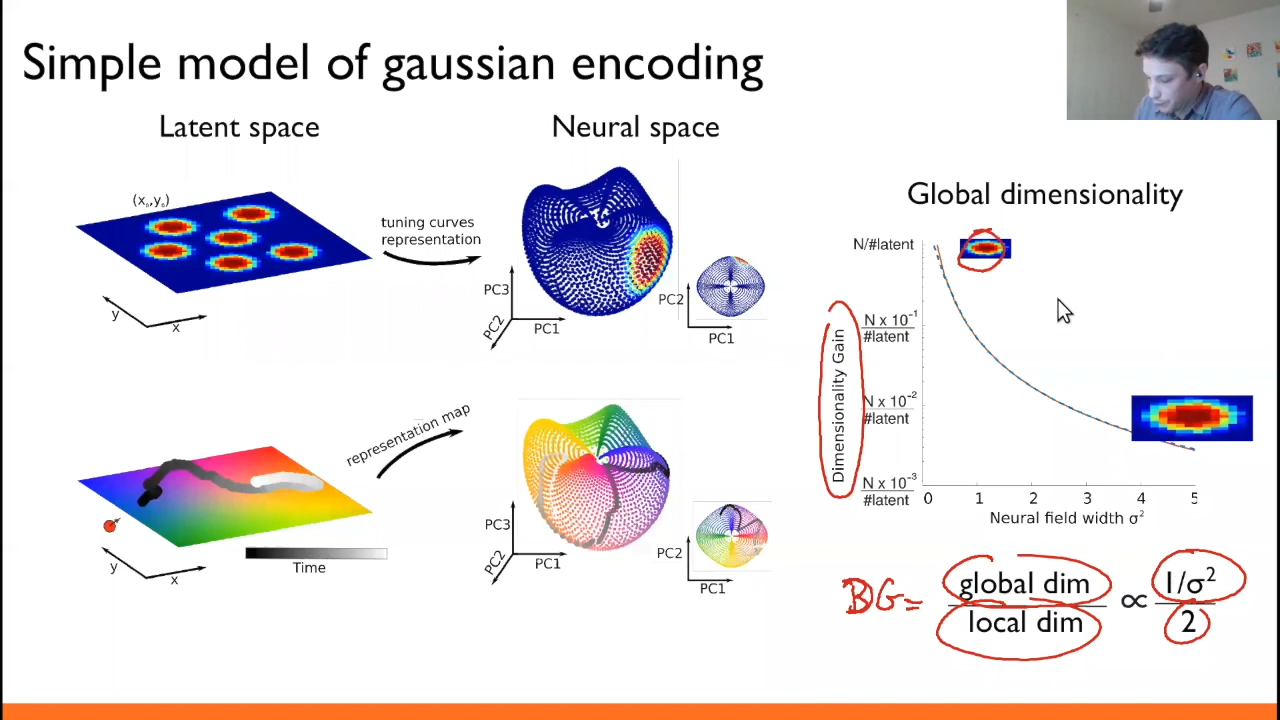 Simple model of gaussian encoding
Latent space
Neural space
(x₀,y₀)
tuning curves
representation
y
x
PC3
PC2
PC1
PC2
PC1
representation map
y
x
Time
PC3
PC2
PC1
PC2
PC1
Global dimensionality
Dimensionality Gain
N/#latent
N x 10⁻¹
#latent
N x 10⁻²
#latent
N x 10⁻³
#latent
0 1 2 3 4 5
Neural field width σ²
DG= global dim ∝ 1/σ²
local dim 2